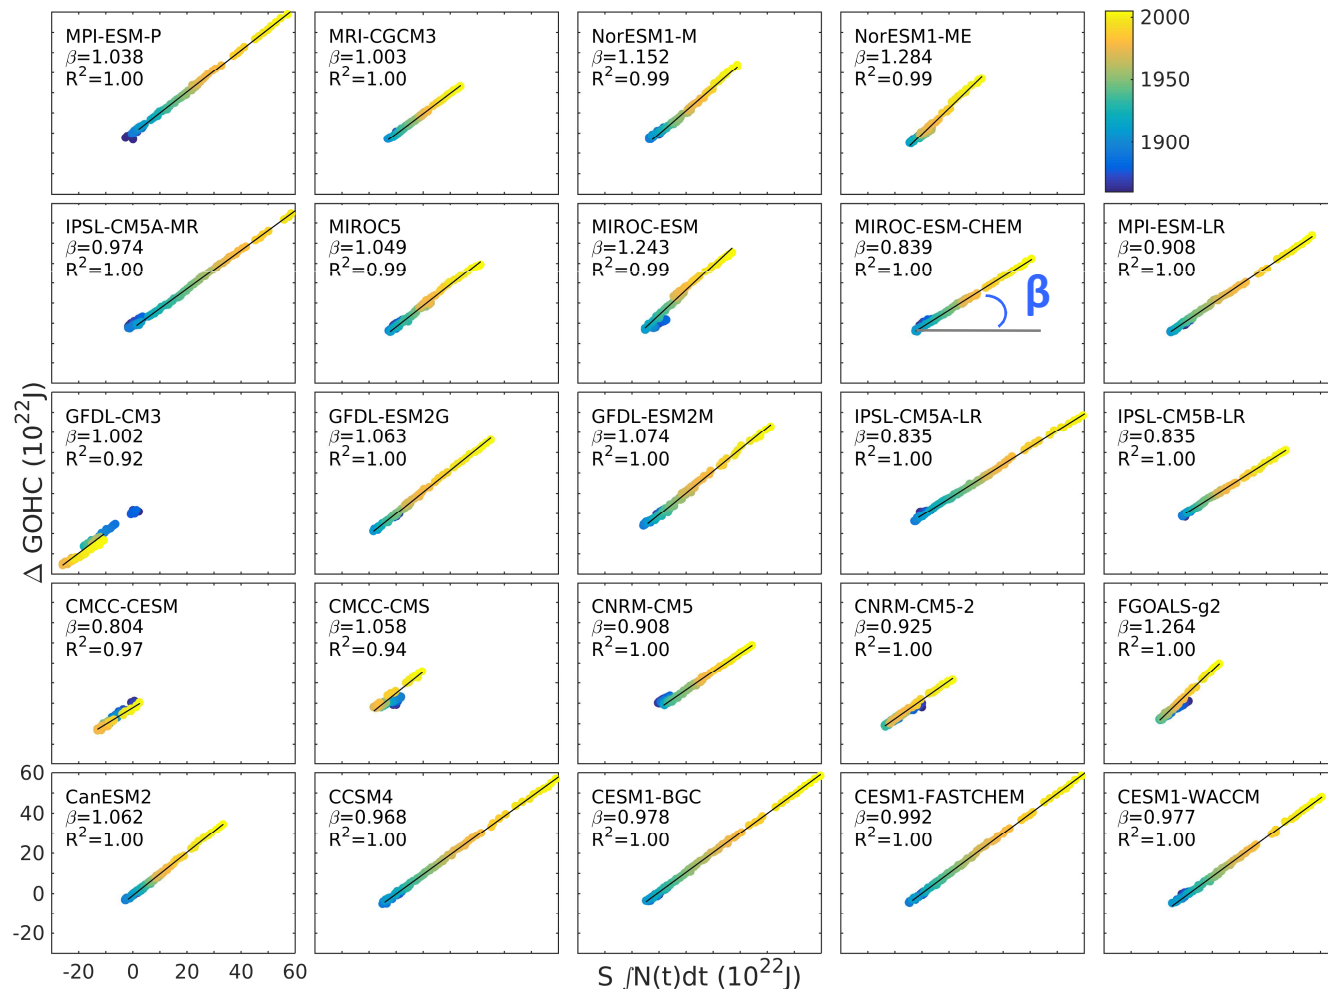 MPI-ESM-P
β=1.038
R²=1.00
MRI-CGCM3
β=1.003
R²=1.00
NorESM1-M
β=1.152
R²=0.99
NorESM1-ME
β=1.284
R²=0.99
2000
1950
1900
IPSL-CM5A-MR
β=0.974
R²=1.00
MIROC5
β=1.049
R²=0.99
MIROC-ESM
β=1.243
R²=0.99
MIROC-ESM-CHEM
β=0.839
R²=1.00
β
MPI-ESM-LR
β=0.908
R²=1.00
Δ GOHC (10²²J)
GFDL-CM3
β=1.002
R²=0.92
GFDL-ESM2G
β=1.063
R²=1.00
GFDL-ESM2M
β=1.074
R²=1.00
IPSL-CM5A-LR
β=0.835
R²=1.00
IPSL-CM5B-LR
β=0.835
R²=1.00
CMCC-CESM
β=0.804
R²=0.97
CMCC-CMS
β=1.058
R²=0.94
CNRM-CM5
β=0.908
R²=1.00
CNRM-CM5-2
β=0.925
R²=1.00
FGOALS-g2
β=1.264
R²=1.00
60
40
20
0
-20
CanESM2
β=1.062
R²=1.00
CCSM4
β=0.968
R²=1.00
CESM1-BGC
β=0.978
R²=1.00
CESM1-FASTCHEM
β=0.992
R²=1.00
CESM1-WACCM
β=0.977
R²=1.00
-20 0 20 40 60
S ∫N(t)dt (10²²J)